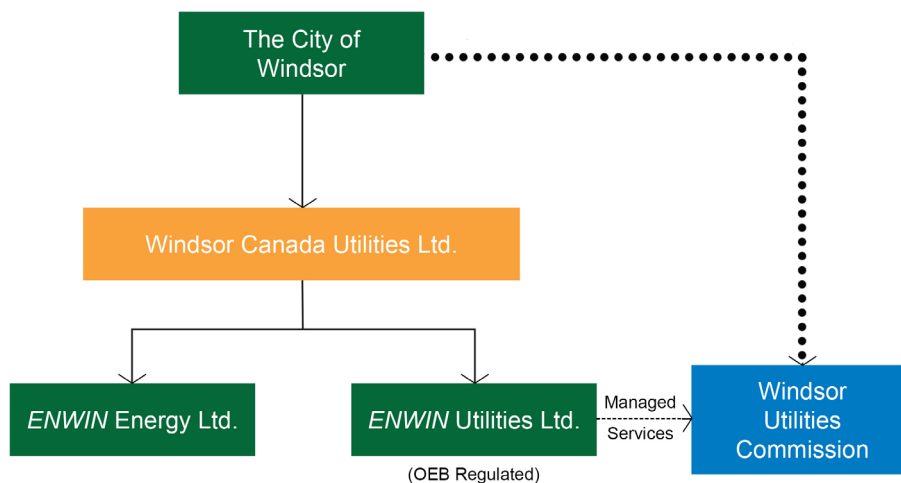 The City of
Windsor
Windsor Canada Utilities Ltd.
ENWIN Energy Ltd.
ENWIN Utilities Ltd.
(OEB Regulated)
Managed
Services
Windsor
Utilities
Commission